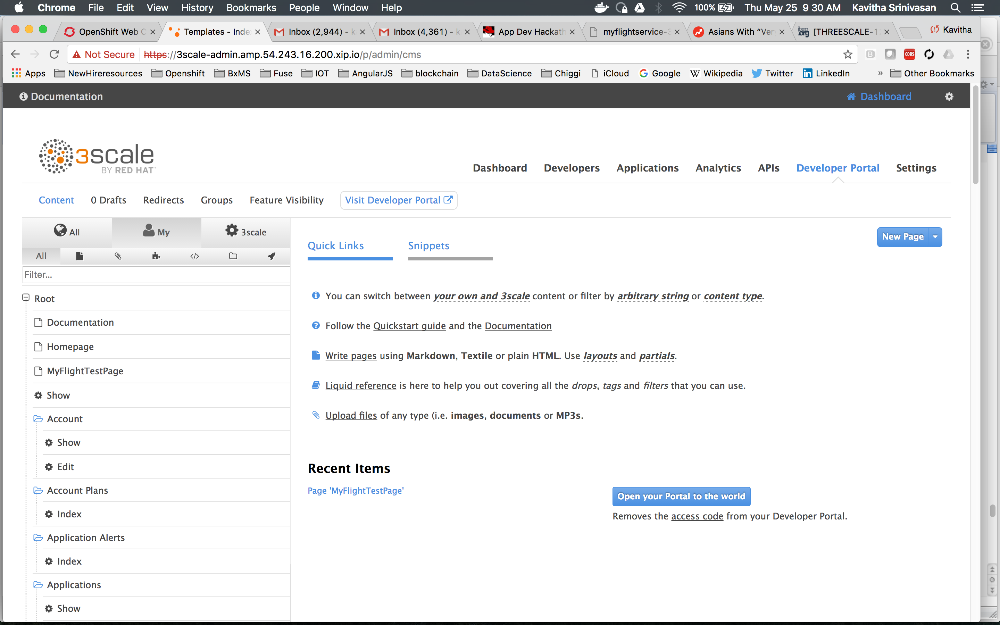 Chrome File Edit View History Bookmarks People Window Help 100% Thu May 25 9 30 AM Kavitha Srinivasan
OpenShift Web C Templates - Inde Inbox (2,944) - k Inbox (4,361) - k App Dev Hackath myflightservice-3 Asians With “Very [THREESCALE-1 Kavitha
Not Secure https://3scale-admin.amp.54.243.16.200.xip.io/p/admin/cms CORS
Apps NewHireresources Openshift BxMS Fuse IOT AngularJS blockchain DataScience Chiggi iCloud Google Wikipedia Twitter LinkedIn » Other Bookmarks
Documentation Dashboard
3scale
BY RED HAT
Dashboard Developers Applications Analytics APIs Developer Portal Settings
Content 0 Drafts Redirects Groups Feature Visibility Visit Developer Portal
All My 3scale
All
Filter...
Root
Documentation
Homepage
MyFlightTestPage
Show
Account
Show
Edit
Account Plans
Index
Application Alerts
Index
Applications
Show
Quick Links Snippets New Page
You can switch between your own and 3scale content or filter by arbitrary string or content type.
Follow the Quickstart guide and the Documentation
Write pages using Markdown, Textile or plain HTML. Use layouts and partials.
Liquid reference is here to help you out covering all the drops, tags and filters that you can use.
Upload files of any type (i.e. images, documents or MP3s.
Recent Items
Page 'MyFlightTestPage'
Open your Portal to the world
Removes the access code from your Developer Portal.